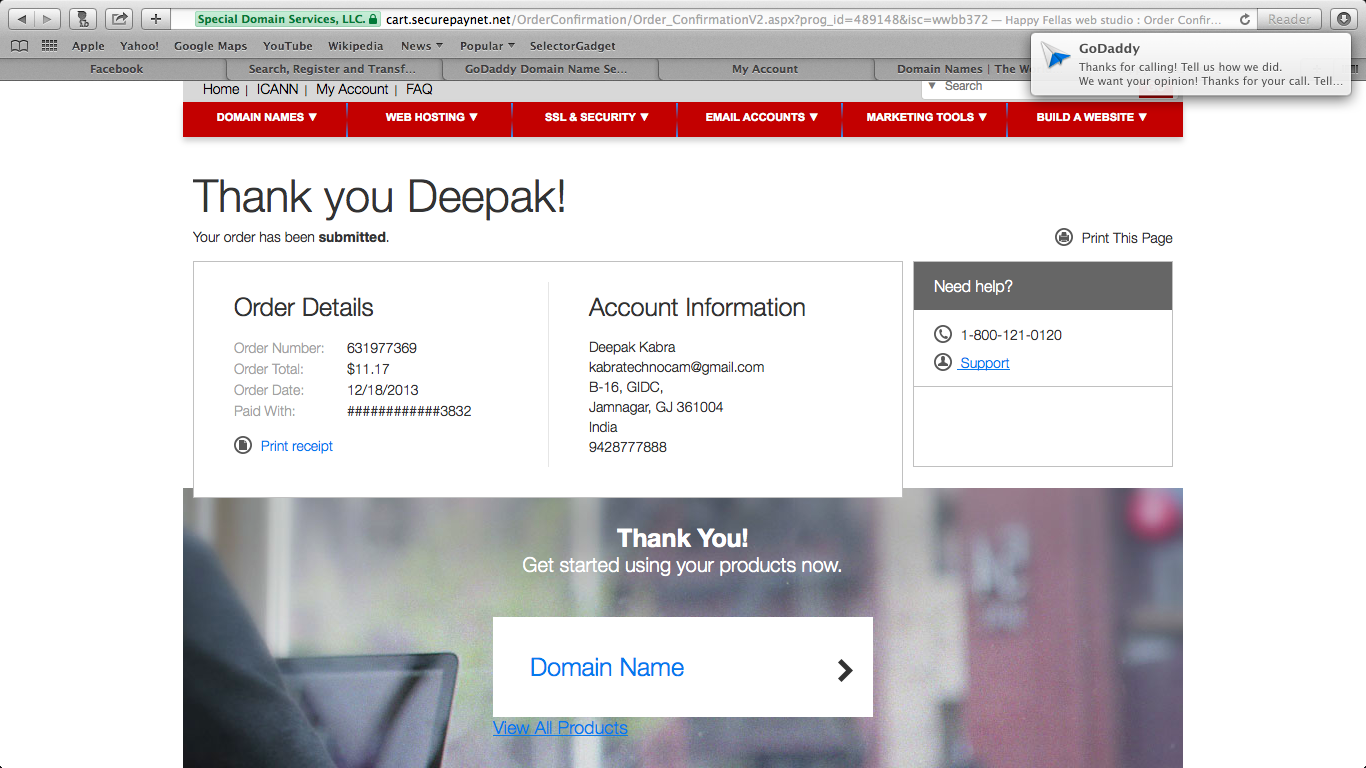 Special Domain Services, LLC. cart.securepaynet.net/OrderConfirmation/Order_ConfirmationV2.aspx?prog_id=489148&isc=wwbb372 — Happy Fellas web studio : Order Confir... Reader
Apple Yahoo! Google Maps YouTube Wikipedia News ▼ Popular ▼ SelectorGadget
GoDaddy
Thanks for calling! Tell us how we did.
We want your opinion! Thanks for your call. Tell...
Facebook Search, Register and Transf... GoDaddy Domain Name Se... My Account Domain Names | The Wo
Home | ICANN | My Account | FAQ
▼ Search
DOMAIN NAMES ▼ WEB HOSTING ▼ SSL & SECURITY ▼ EMAIL ACCOUNTS ▼ MARKETING TOOLS ▼ BUILD A WEBSITE ▼
Thank you Deepak!
Your order has been submitted.
Print This Page
Order Details
Order Number: 631977369
Order Total: $11.17
Order Date: 12/18/2013
Paid With: ############3832
Print receipt
Account Information
Deepak Kabra
kabratechnocam@gmail.com
B-16, GIDC,
Jamnagar, GJ 361004
India
9428777888
Need help?
1-800-121-0120
Support
Thank You!
Get started using your products now.
Domain Name
View All Products